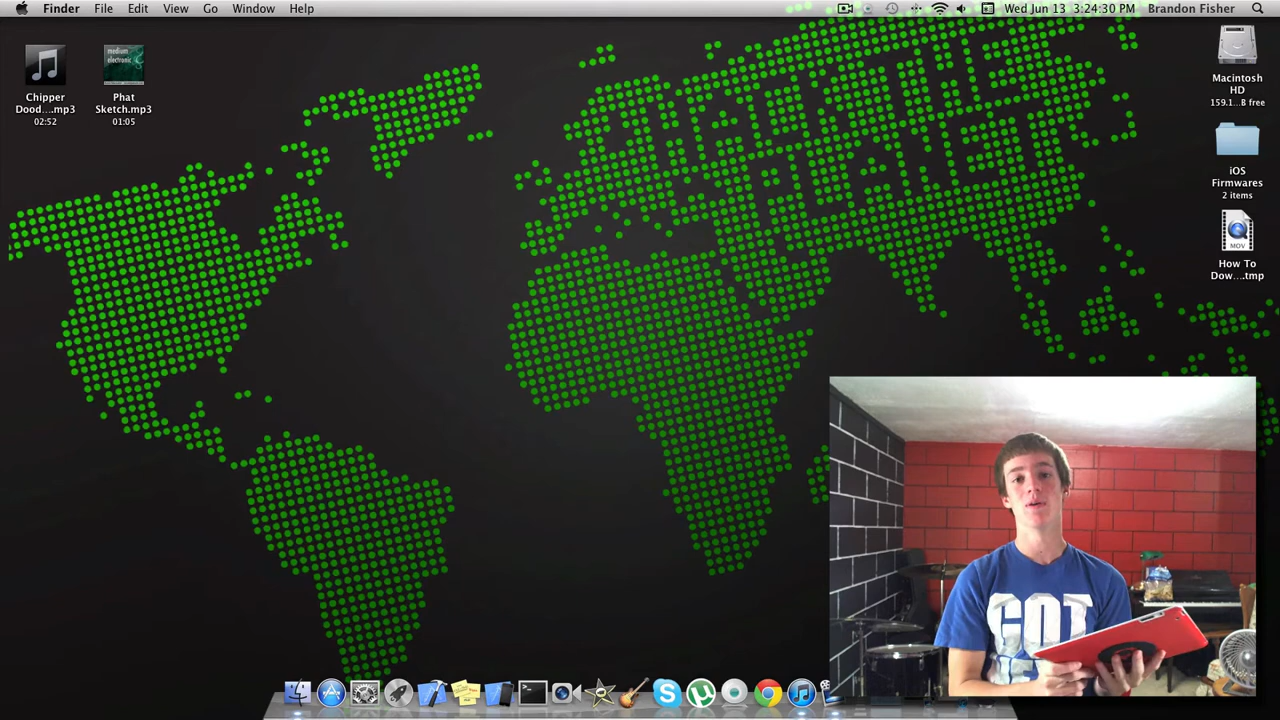 Finder File Edit View Go Window Help
Wed Jun 13 3:24:30 PM Brandon Fisher
medium
electronic
Chipper
Dood....mp3
02:52
Phat
Sketch.mp3
01:05
Macintosh
HD
159.1...B free
iOS
Firmwares
2 items
MOV
How To
Dow....tmp
GOT